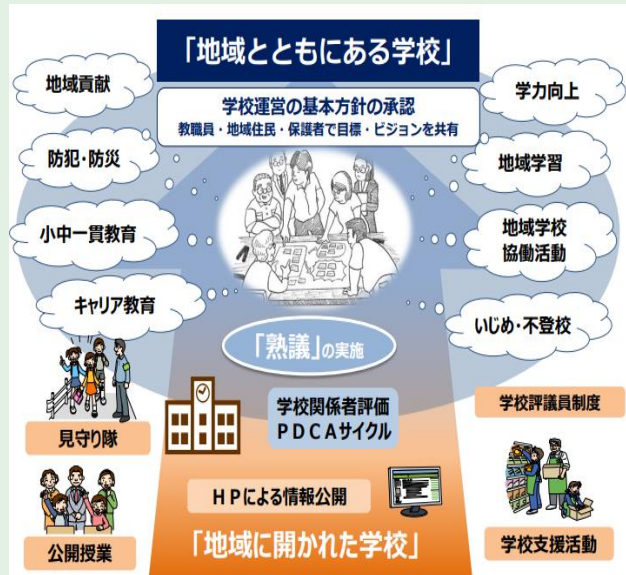 「地域とともにある学校」
学校運営の基本方針の承認
教職員・地域住民・保護者で目標・ビジョンを共有
地域貢献
防犯・防災
小中一貫教育
キャリア教育
学力向上
地域学習
地域学校
協働活動
いじめ・不登校
「熟議」の実施
学校関係者評価
PDCAサイクル
見守り隊
学校評議員制度
HPによる情報公開
公開授業
「地域に開かれた学校」
学校支援活動